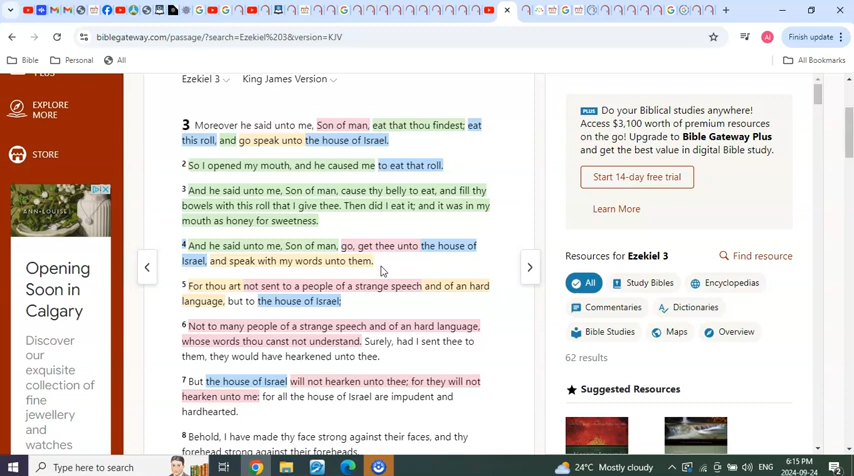 biblegateway.com/passage/?search=Ezekiel%203&version=KJV
Finish update
Bible
Personal
All
All Bookmarks
PLUS
EXPLORE
MORE
STORE
ANN-LOUISE
Opening
Soon in
Calgary
Discover
our
exquisite
collection of
fine
jewellery
and
watches
Ezekiel 3
King James Version
3 Moreover he said unto me, Son of man, eat that thou findest; eat
this roll, and go speak unto the house of Israel.
2 So I opened my mouth, and he caused me to eat that roll.
3 And he said unto me, Son of man, cause thy belly to eat, and fill thy
bowels with this roll that I give thee. Then did I eat it; and it was in my
mouth as honey for sweetness.
4 And he said unto me, Son of man, go, get thee unto the house of
Israel, and speak with my words unto them.
5 For thou art not sent to a people of a strange speech and of an hard
language, but to the house of Israel;
6 Not to many people of a strange speech and of an hard language,
whose words thou canst not understand. Surely, had I sent thee to
them, they would have hearkened unto thee.
7 But the house of Israel will not hearken unto thee; for they will not
hearken unto me: for all the house of Israel are impudent and
hardhearted.
8 Behold, I have made thy face strong against their faces, and thy
forehead strong against their foreheads.
PLUS Do your Biblical studies anywhere!
Access $3,100 worth of premium resources
on the go! Upgrade to Bible Gateway Plus
and get the best value in digital Bible study.
Start 14-day free trial
Learn More
Resources for Ezekiel 3
Find resource
All
Study Bibles
Encyclopedias
Commentaries
Dictionaries
Bible Studies
Maps
Overview
62 results
Suggested Resources
Type here to search
24°C Mostly cloudy
ENG
6:15 PM
2024-09-24